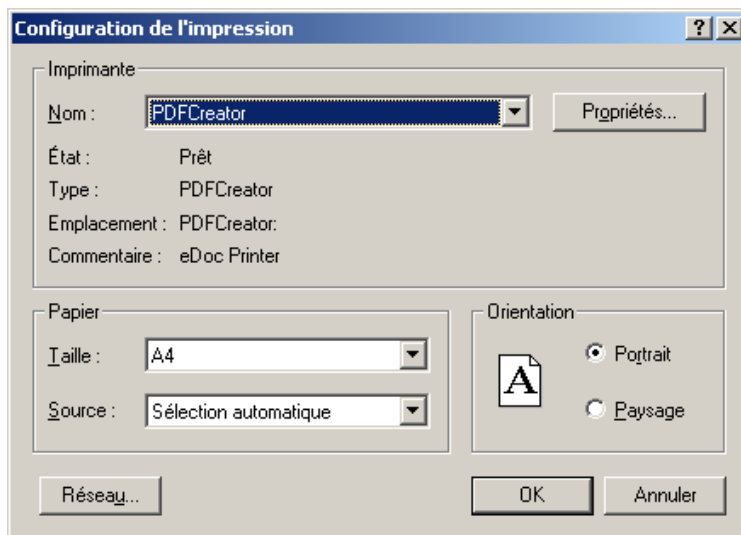 Configuration de l'impression
Imprimante
Nom : PDFCreator Propriétés...
État : Prêt
Type : PDFCreator
Emplacement : PDFCreator:
Commentaire : eDoc Printer
Papier
Taille : A4
Source : Sélection automatique
Orientation
A
Portrait
Paysage
Réseau... OK Annuler